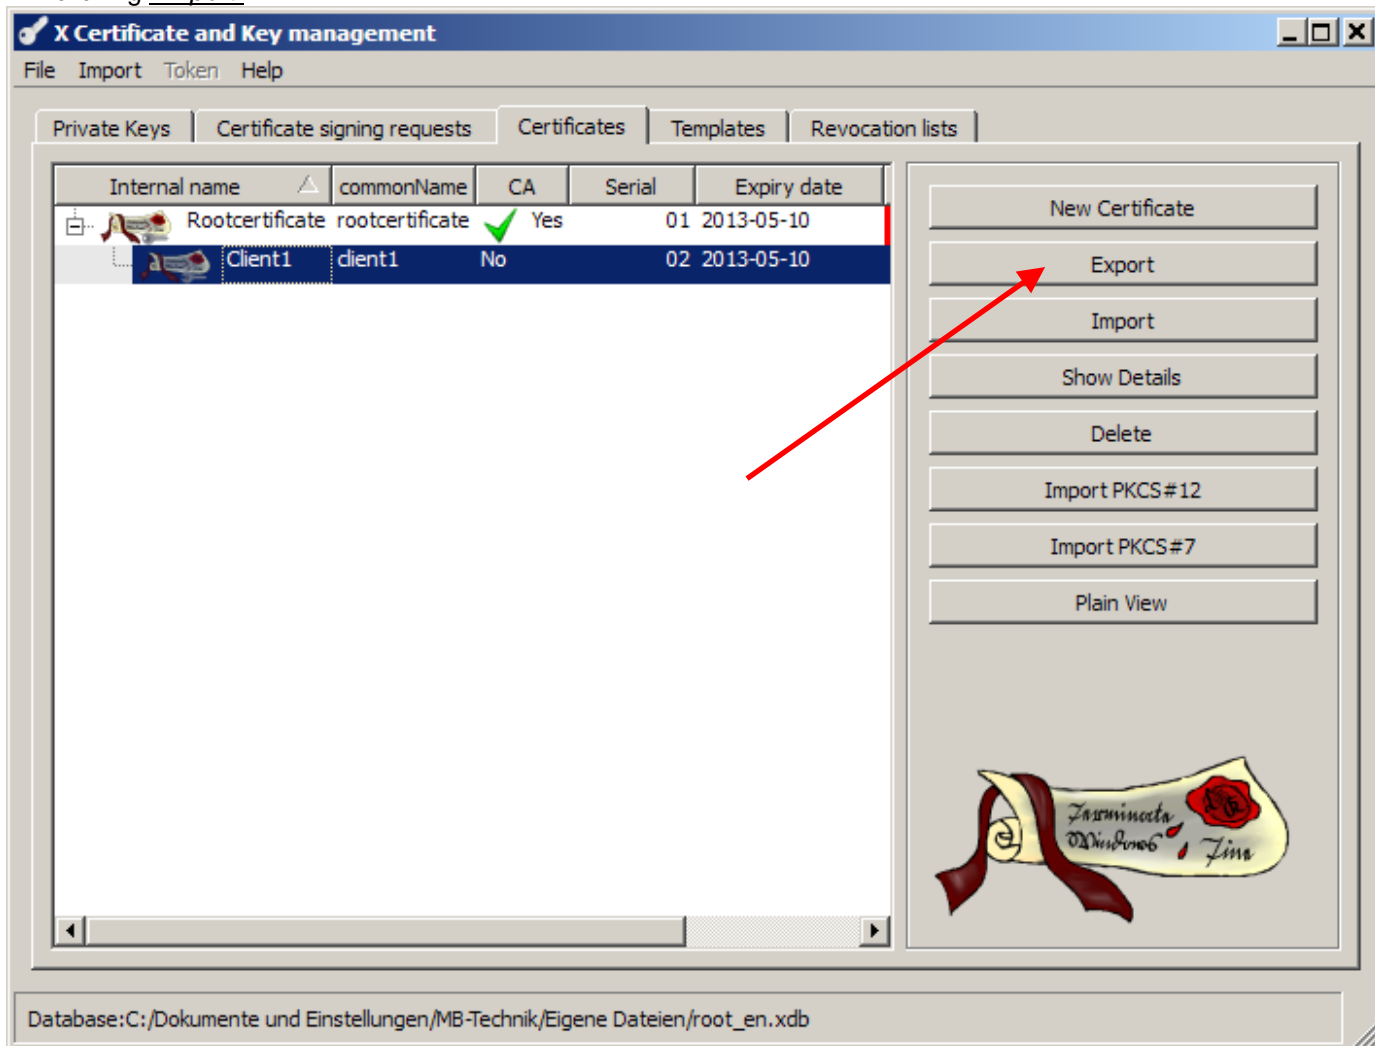 X Certificate and Key management
File Import Token Help
Private Keys Certificate signing requests Certificates Templates Revocation lists
Internal name commonName CA Serial Expiry date
Rootcertificate rootcertificate Yes 01 2013-05-10
Client1 client1 No 02 2013-05-10
New Certificate
Export
Import
Show Details
Delete
Import PKCS#12
Import PKCS#7
Plain View
Windows
Fine
Database:C:/Dokumente und Einstellungen/MB-Technik/Eigene Dateien/root_en.xdb